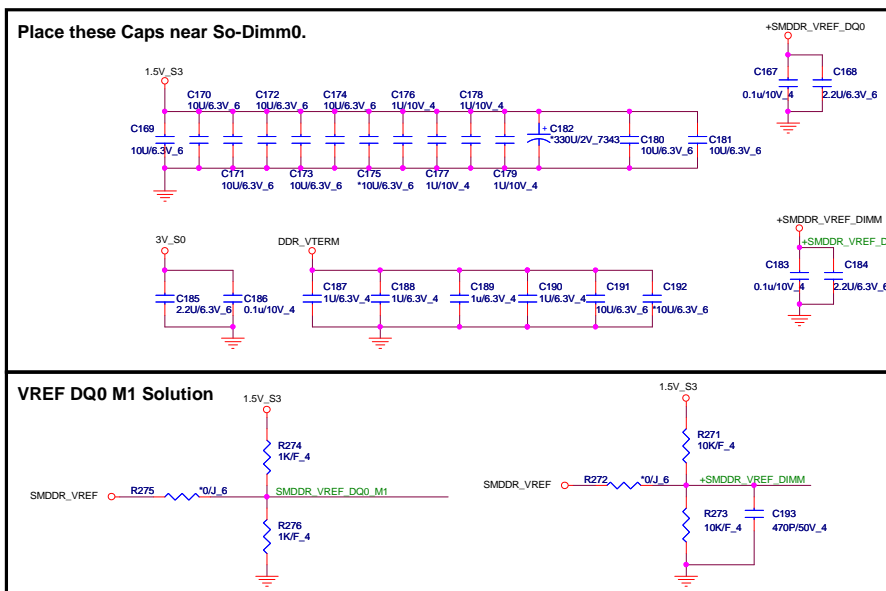 Place these Caps near So-Dimm0.
+SMDDR_VREF_DQ0
C167
0.1u/10V_4
C168
2.2U/6.3V_6
1.5V_S3
C170
10U/6.3V_6
C172
10U/6.3V_6
C174
10U/6.3V_6
C176
1U/10V_4
C178
1U/10V_4
C169
10U/6.3V_6
C182
*330U/2V_7343
C180
10U/6.3V_6
C181
10U/6.3V_6
C171
10U/6.3V_6
C173
10U/6.3V_6
C175
*10U/6.3V_6
C177
1U/10V_4
C179
1U/10V_4
+SMDDR_VREF_DIMM
+SMDDR_VREF_D
C183
0.1u/10V_4
C184
2.2U/6.3V_6
3V_S0
C185
2.2U/6.3V_6
C186
0.1u/10V_4
DDR_VTERM
C187
1U/6.3V_4
C188
1U/6.3V_4
C189
1u/6.3V_4
C190
1U/6.3V_4
C191
10U/6.3V_6
C192
*10U/6.3V_6
VREF DQ0 M1 Solution
1.5V_S3
R274
1K/F_4
SMDDR_VREF
R275
*0/J_6
SMDDR_VREF_DQ0_M1
R276
1K/F_4
1.5V_S3
R271
10K/F_4
SMDDR_VREF
R272
*0/J_6
+SMDDR_VREF_DIMM
R273
10K/F_4
C193
470P/50V_4